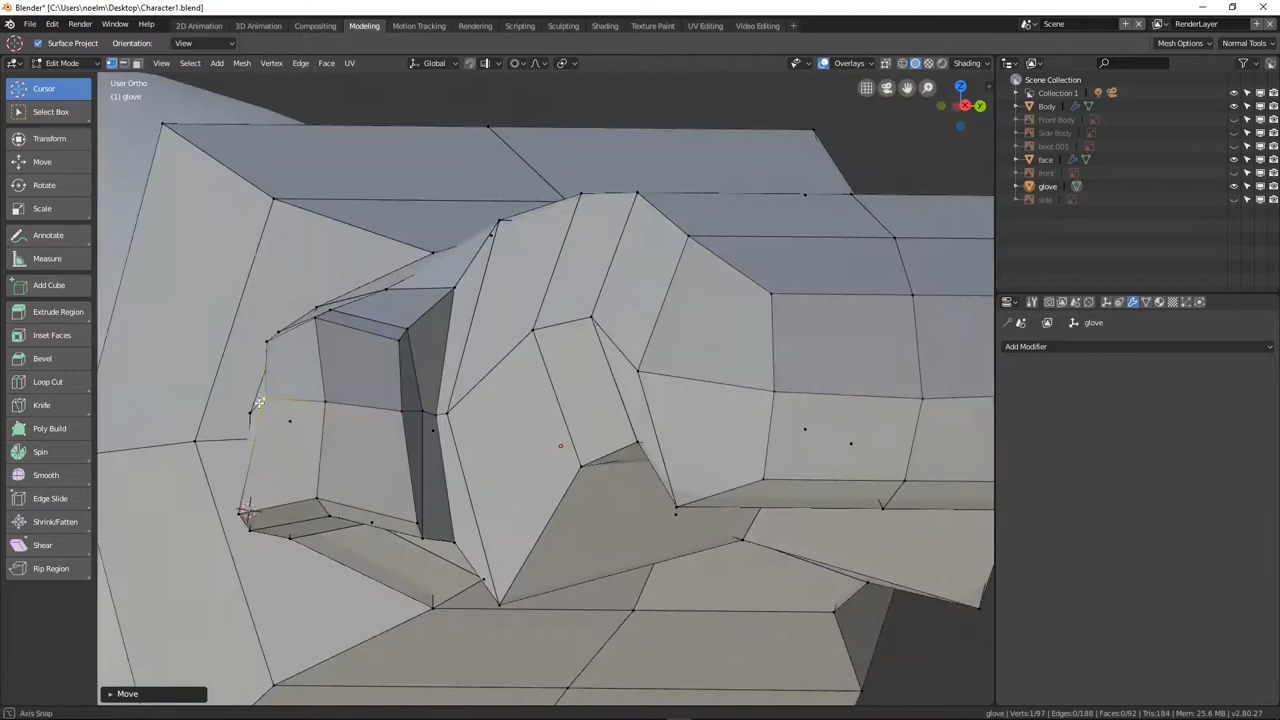 Blender* [C:\Users\noelm\Desktop\Character1.blend]
File Edit Render Window Help
2D Animation 3D Animation Compositing Modeling Motion Tracking Rendering Scripting Sculpting Shading Texture Paint UV Editing Video Editing
Scene
RenderLayer
Surface Project Orientation: View
Mesh Options Normal Tools
Edit Mode View Select Add Mesh Vertex Edge Face UV Global Overlays Shading
User Ortho
(1) glove
Cursor
Select Box
Transform
Move
Rotate
Scale
Annotate
Measure
Add Cube
Extrude Region
Inset Faces
Bevel
Loop Cut
Knife
Poly Build
Spin
Smooth
Edge Slide
Shrink/Fatten
Shear
Rip Region
Z
X Y
Scene Collection
Collection 1
Body
Front Body
Side Body
boot.001
face
front
glove
side
glove
Add Modifier
Move
Axis Snap
glove | Verts:1/97 | Edges:0/188 | Faces:0/92 | Tris:184 | Mem: 25.6 MB | v2.80.27